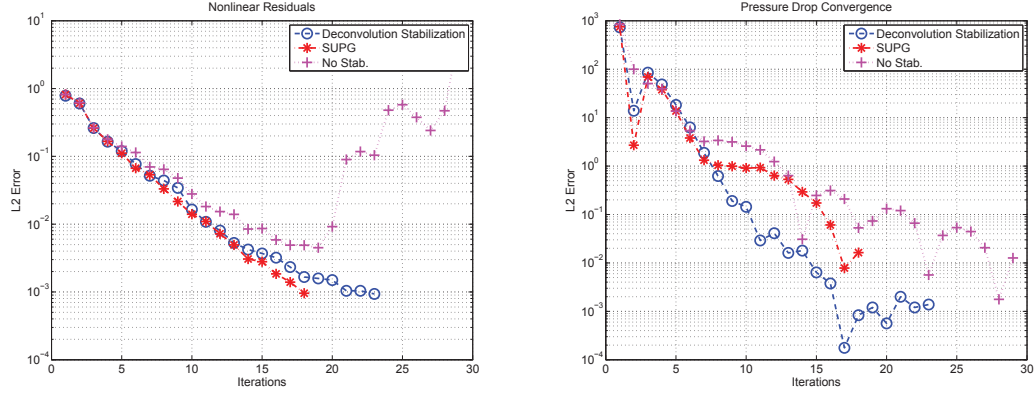 Nonlinear Residuals
10^1
10^0
10^-1
10^-2
10^-3
10^-4
L2 Error
0
5
10
15
20
25
30
Iterations
Deconvolution Stabilization
SUPG
No Stab.
Pressure Drop Convergence
10^3
10^2
10^1
10^0
10^-1
10^-2
10^-3
10^-4
L2 Error
0
5
10
15
20
25
30
Iterations
Deconvolution Stabilization
SUPG
No Stab.